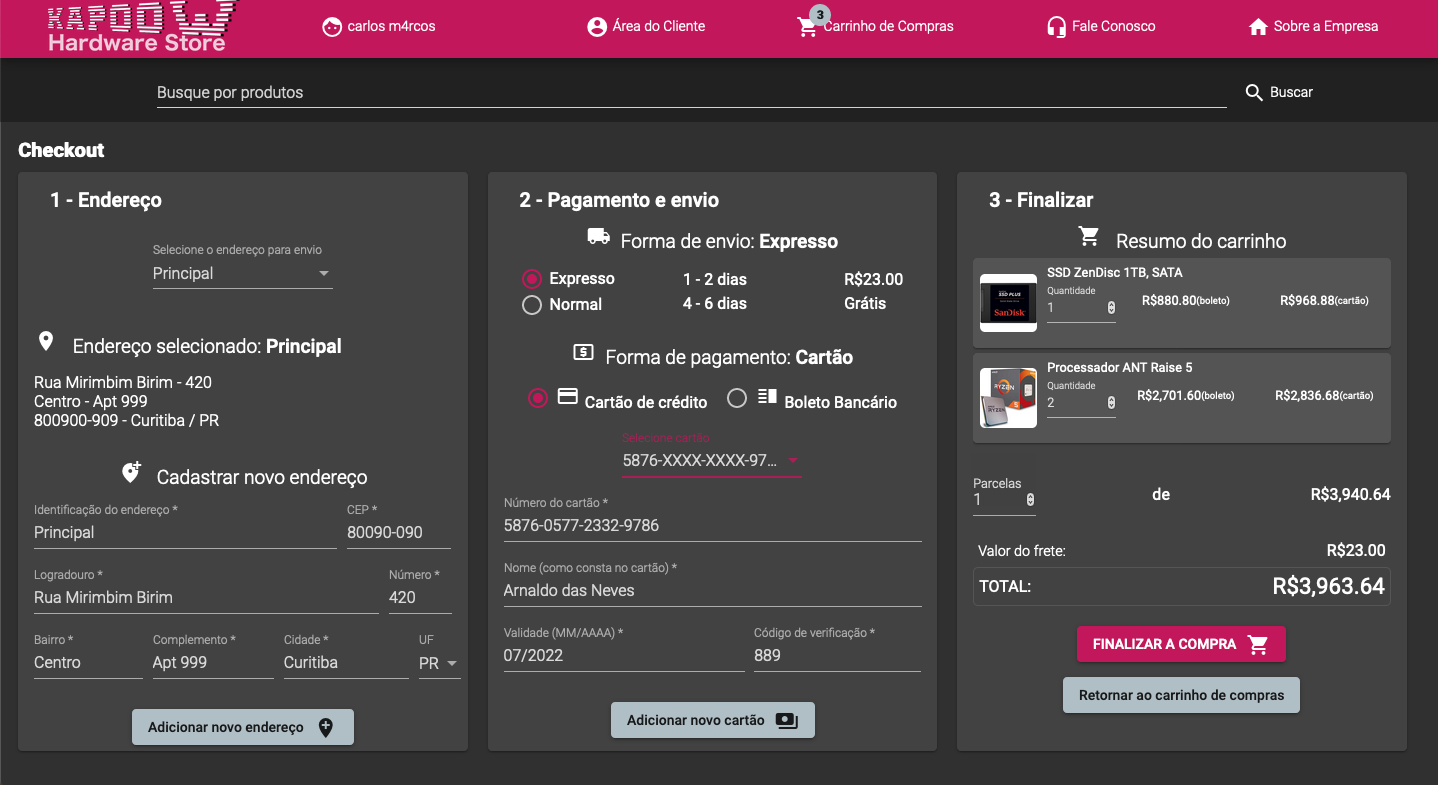 KAPOOW
Hardware Store
carlos m4rcos
Área do Cliente
3
Carrinho de Compras
Fale Conosco
Sobre a Empresa
Busque por produtos
Buscar
Checkout
1 - Endereço
Selecione o endereço para envio
Principal
Endereço selecionado: Principal
Rua Mirimbim Birim - 420
Centro - Apt 999
800900-909 - Curitiba / PR
Cadastrar novo endereço
Identificação do endereço *
CEP *
Principal
80090-090
Logradouro *
Número *
Rua Mirimbim Birim
420
Bairro *
Complemento *
Cidade *
UF
Centro
Apt 999
Curitiba
PR
Adicionar novo endereço
2 - Pagamento e envio
Forma de envio: Expresso
Expresso
1 - 2 dias
R$23.00
Normal
4 - 6 dias
Grátis
Forma de pagamento: Cartão
Cartão de crédito
Boleto Bancário
Selecione cartão
5876-XXXX-XXXX-97...
Número do cartão *
5876-0577-2332-9786
Nome (como consta no cartão) *
Arnaldo das Neves
Validade (MM/AAAA) *
Código de verificação *
07/2022
889
Adicionar novo cartão
3 - Finalizar
Resumo do carrinho
SSD ZenDisc 1TB, SATA
SSD PLUS
SanDisk
Quantidade
1
R$880.80(boleto)
R$968.88(cartão)
Processador ANT Raise 5
RYZEN
Quantidade
2
R$2,701.60(boleto)
R$2,836.68(cartão)
Parcelas
1
de
R$3,940.64
Valor do frete:
R$23.00
TOTAL:
R$3,963.64
FINALIZAR A COMPRA
Retornar ao carrinho de compras